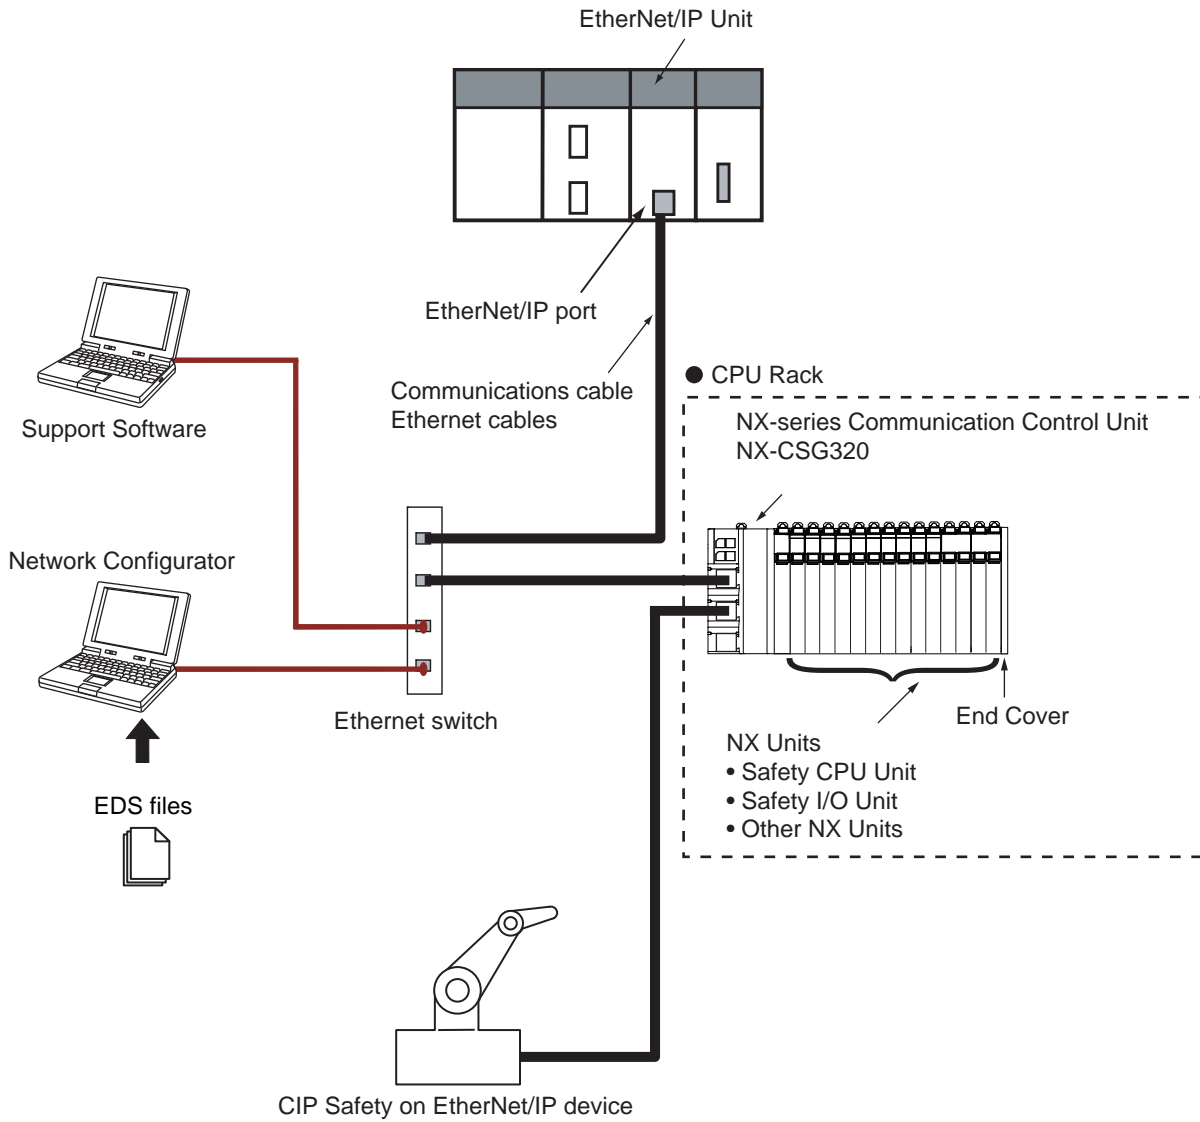 EtherNet/IP Unit
EtherNet/IP port
Communications cable
Ethernet cables
● CPU Rack
NX-series Communication Control Unit
NX-CSG320
Support Software
Network Configurator
Ethernet switch
End Cover
NX Units
• Safety CPU Unit
• Safety I/O Unit
• Other NX Units
EDS files
CIP Safety on EtherNet/IP device